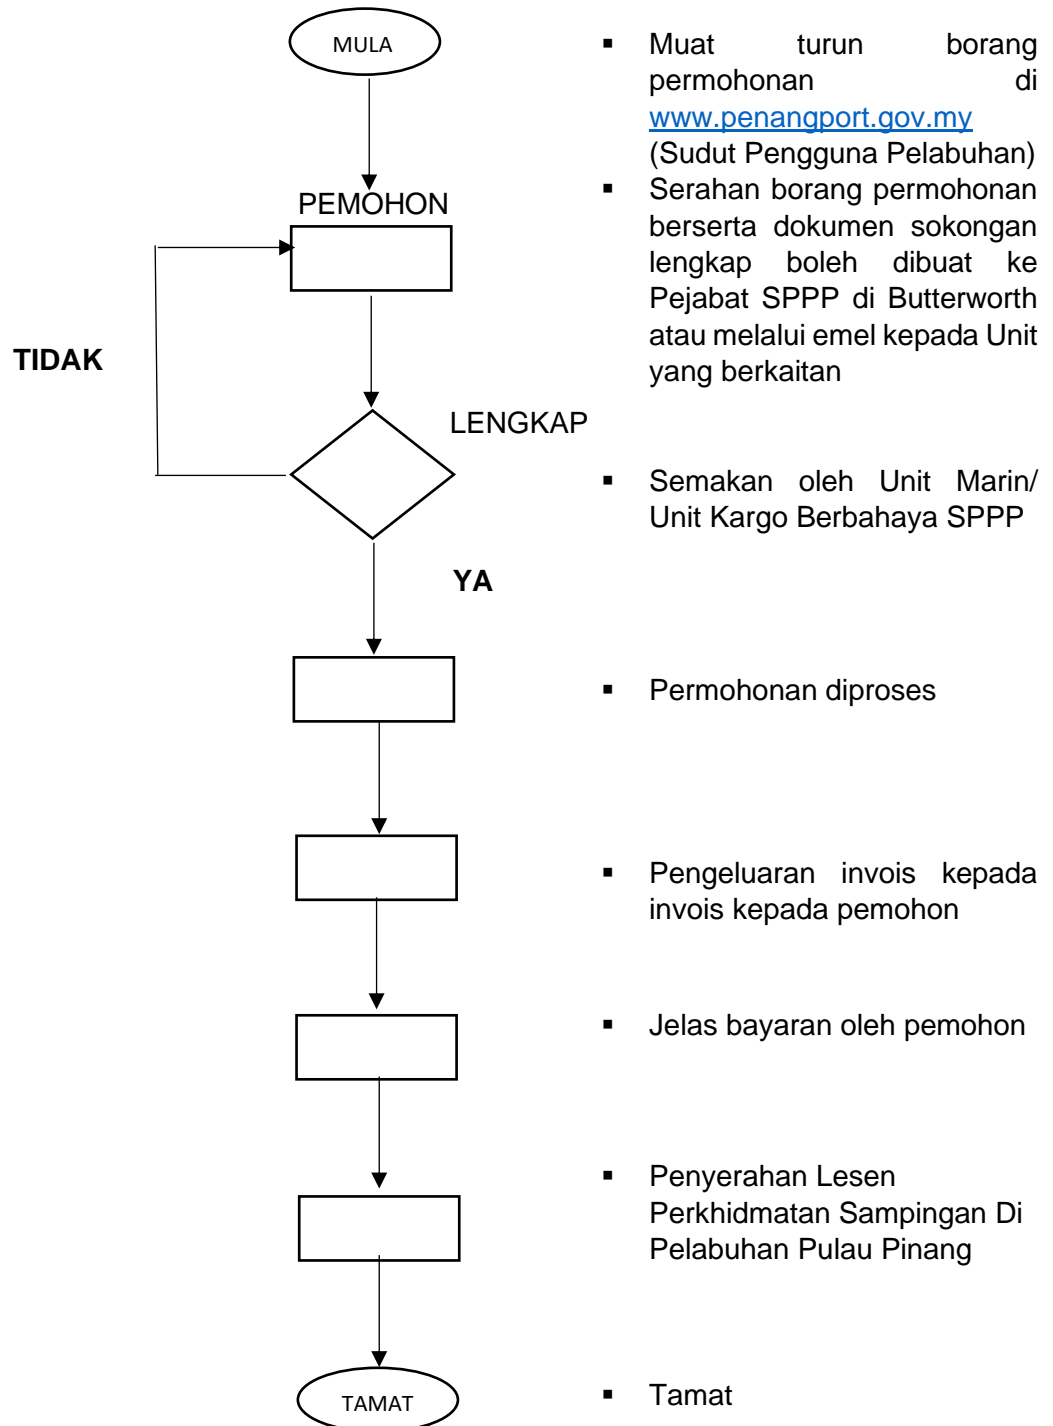 MULA
▪ Muat turun borang
permohonan di
www.penangport.gov.my
(Sudut Pengguna Pelabuhan)
PEMOHON
▪ Serahan borang permohonan
berserta dokumen sokongan
lengkap boleh dibuat ke
Pejabat SPPP di Butterworth
atau melalui emel kepada Unit
yang berkaitan
TIDAK
LENGKAP
▪ Semakan oleh Unit Marin/
Unit Kargo Berbahaya SPPP
YA
▪ Permohonan diproses
▪ Pengeluaran invois kepada
invois kepada pemohon
▪ Jelas bayaran oleh pemohon
▪ Penyerahan Lesen
Perkhidmatan Sampingan Di
Pelabuhan Pulau Pinang
TAMAT
▪ Tamat